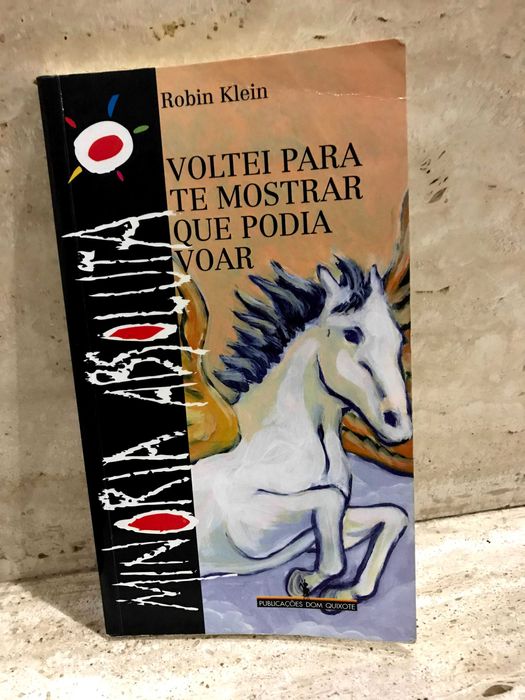 Robin Klein
VOLTEI PARA
TE MOSTRAR
QUE PODIA
VOAR
MINORIA ABSOLUTA
PUBLICAÇÕES DOM QUIXOTE